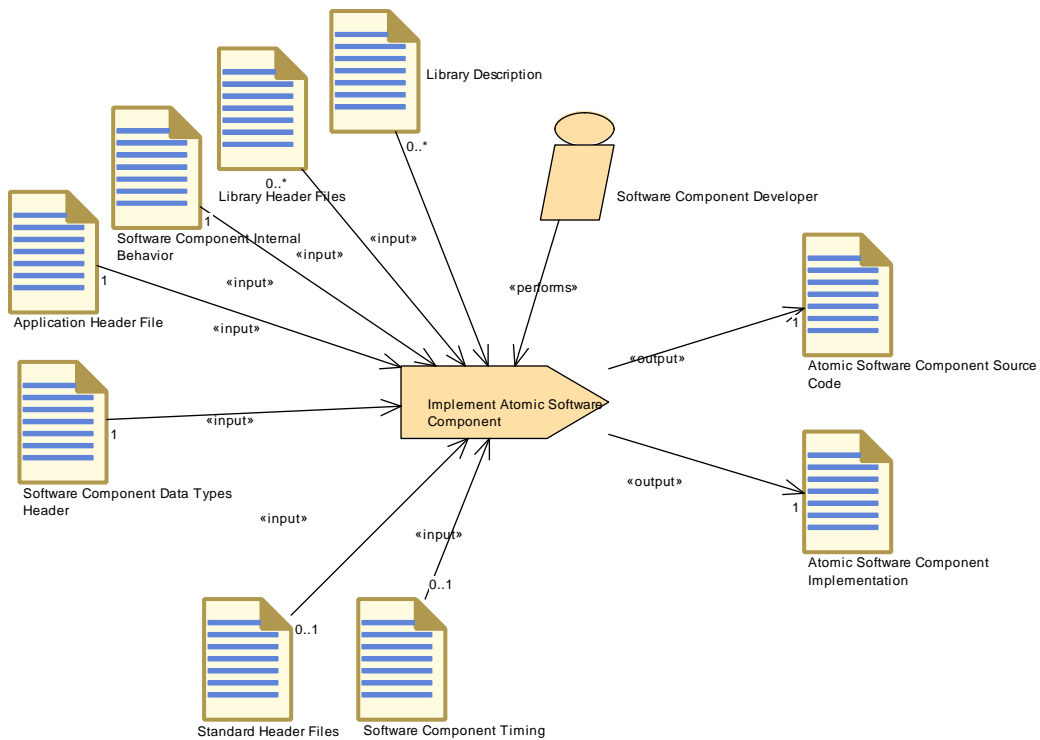 Library Description
0..*
0..*
Library Header Files
Software Component Developer
1
Software Component Internal
Behavior
«input»
«input»
«input»
1
«performs»
Application Header File
«input»
1
«output»
Atomic Software Component Source
Code
Implement Atomic Software
Component
«input»
1
«output»
Software Component Data Types
Header
1
«input»
«input»
Atomic Software Component
Implementation
0..1
0..1
Standard Header Files
Software Component Timing